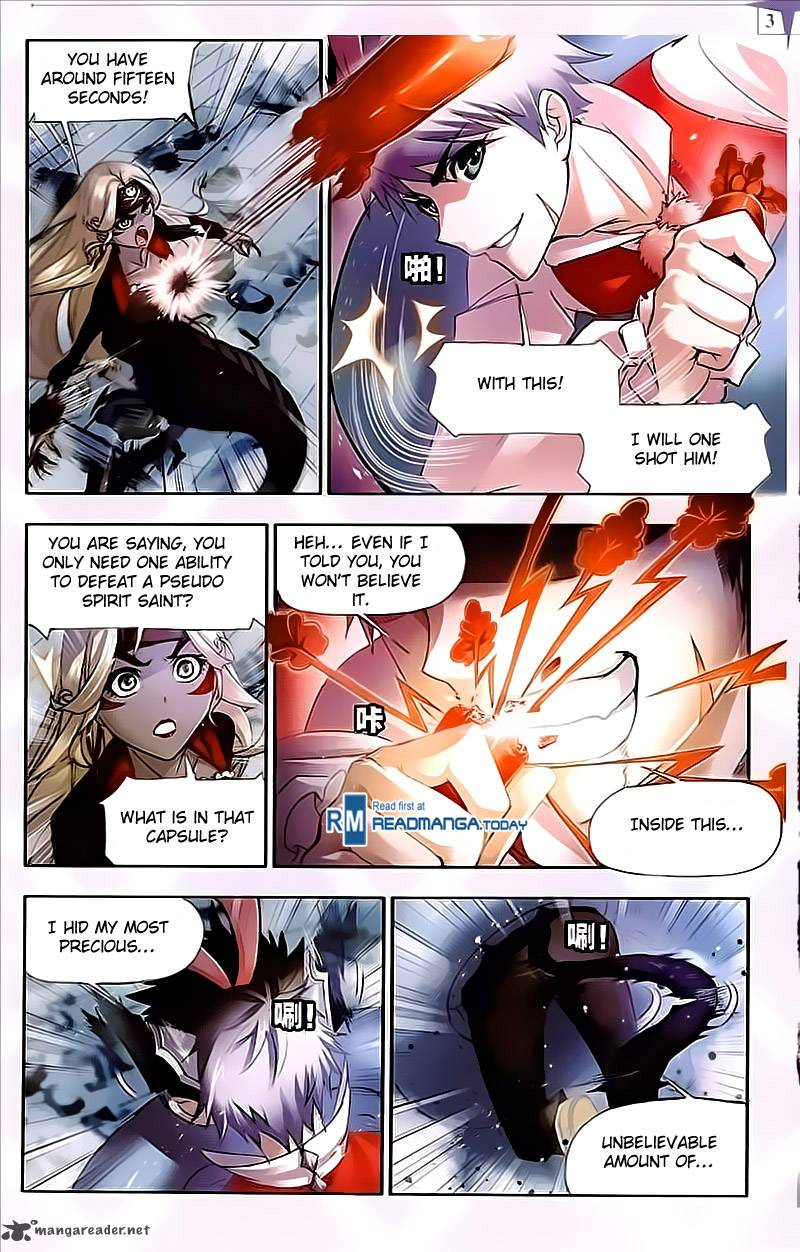 3
YOU HAVE
AROUND FIFTEEN
SECONDS!
啪!
WITH THIS!
I WILL ONE
SHOT HIM!
YOU ARE SAYING, YOU
ONLY NEED ONE ABILITY
TO DEFEAT A PSEUDO
SPIRIT SAINT?
WHAT IS IN THAT
CAPSULE?
HEH... EVEN IF I
TOLD YOU, YOU
WON'T BELIEVE
IT.
咔
RM Read first at
READMANGA.TODAY
INSIDE THIS...
I HID MY MOST
PRECIOUS...
唰!
唰!
UNBELIEVABLE
AMOUNT OF...
mangareader.net